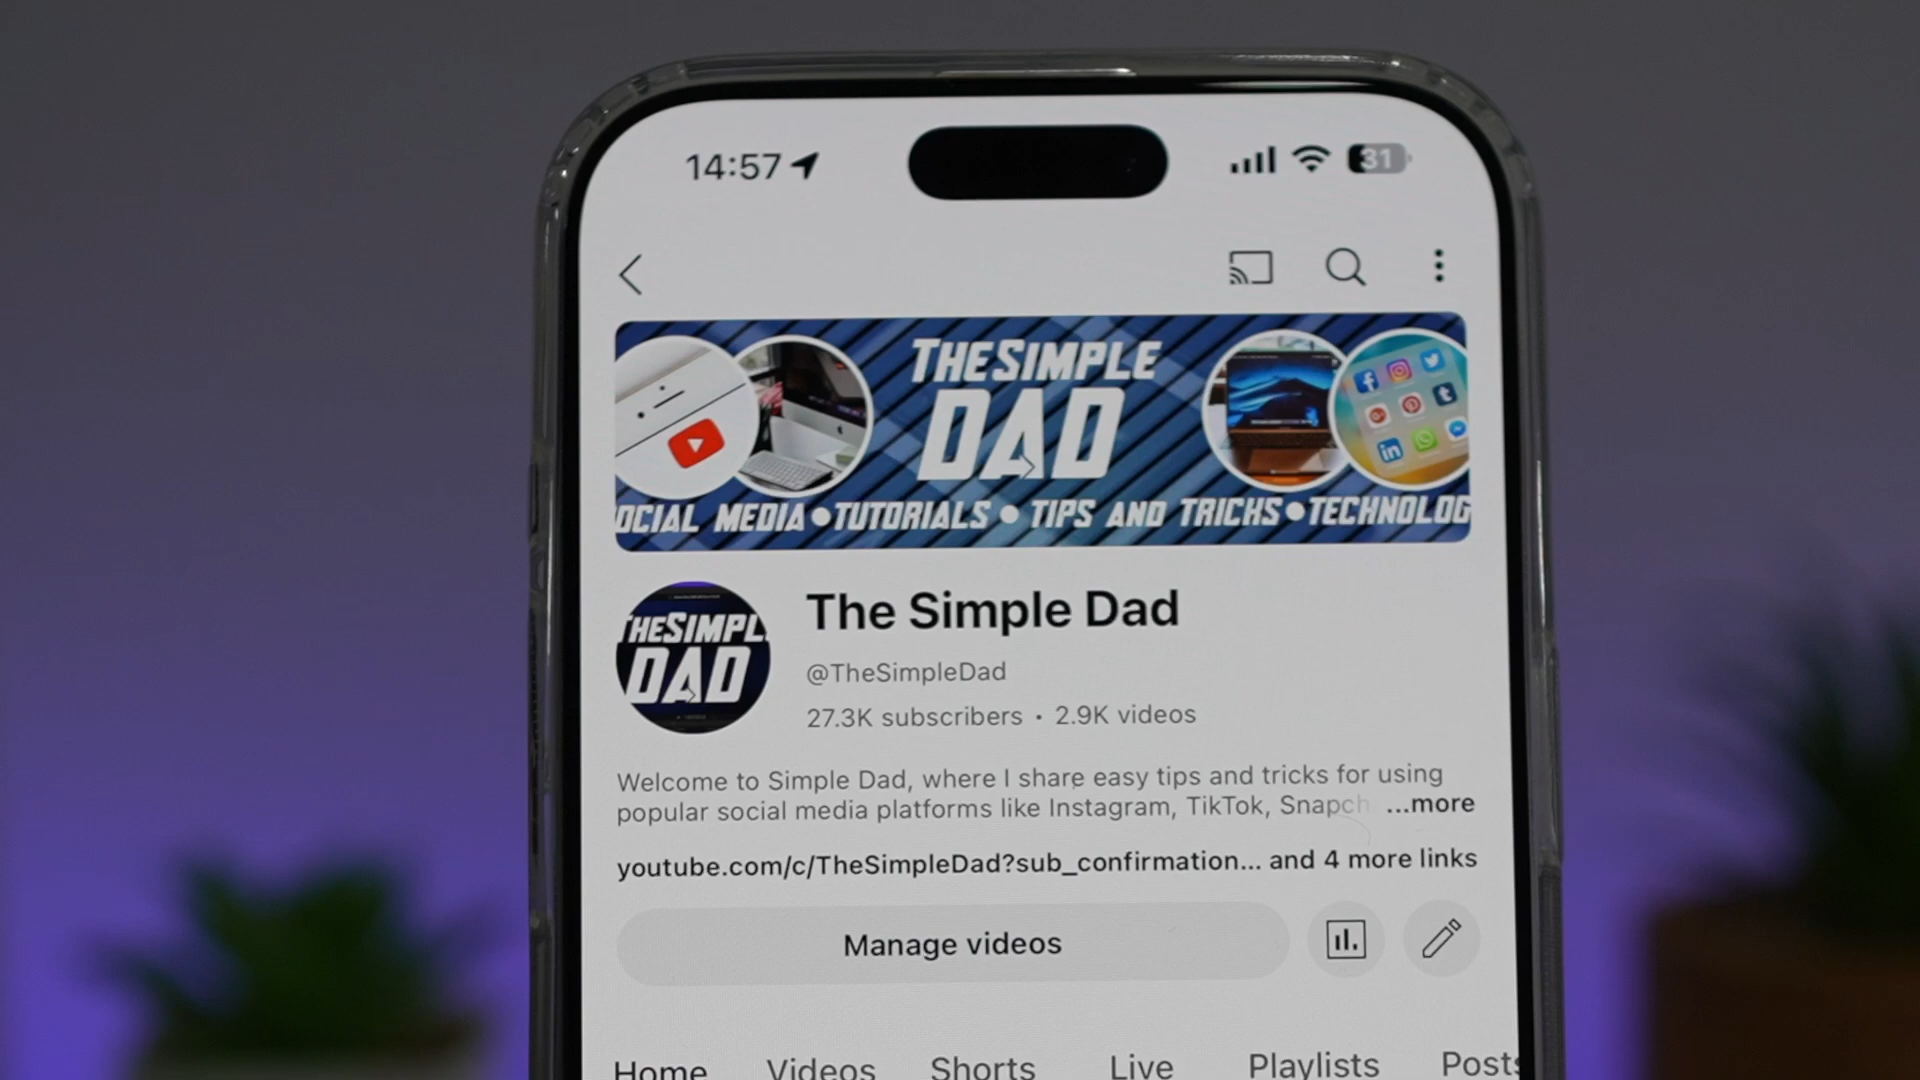 14:57
31
THESIMPLE
DAD
OCIAL MEDIA●TUTORIALS ● TIPS AND TRICKS●TECHNOLOG
THESIMPL
DAD
The Simple Dad
@TheSimpleDad
27.3K subscribers • 2.9K videos
Welcome to Simple Dad, where I share easy tips and tricks for using
popular social media platforms like Instagram, TikTok, Snapch ...more
youtube.com/c/TheSimpleDad?sub_confirmation... and 4 more links
Manage videos
Home Videos Shorts Live Playlists Posts